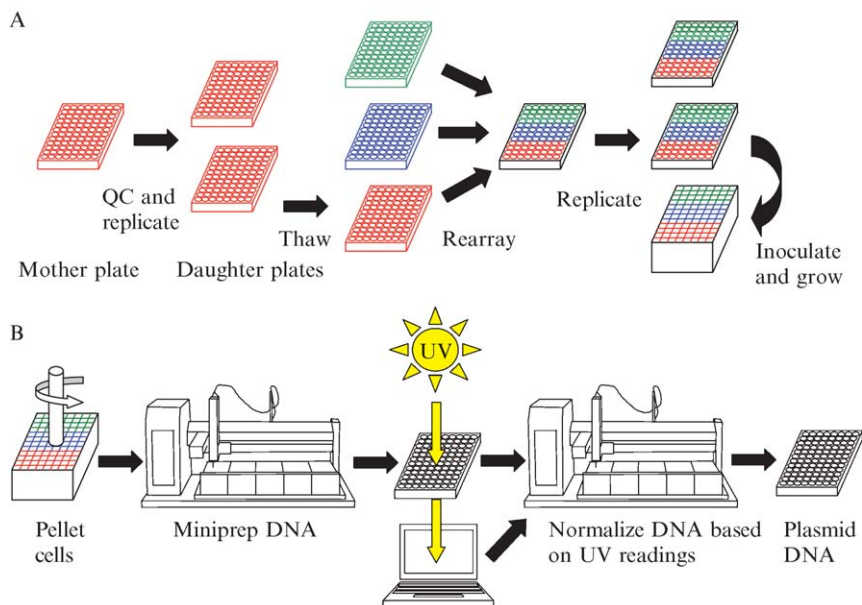 A
QC and
replicate
Mother plate
Daughter plates
Thaw
Rearray
Replicate
Inoculate
and grow
B
UV
Pellet
cells
Miniprep DNA
Normalize DNA based
on UV readings
Plasmid
DNA